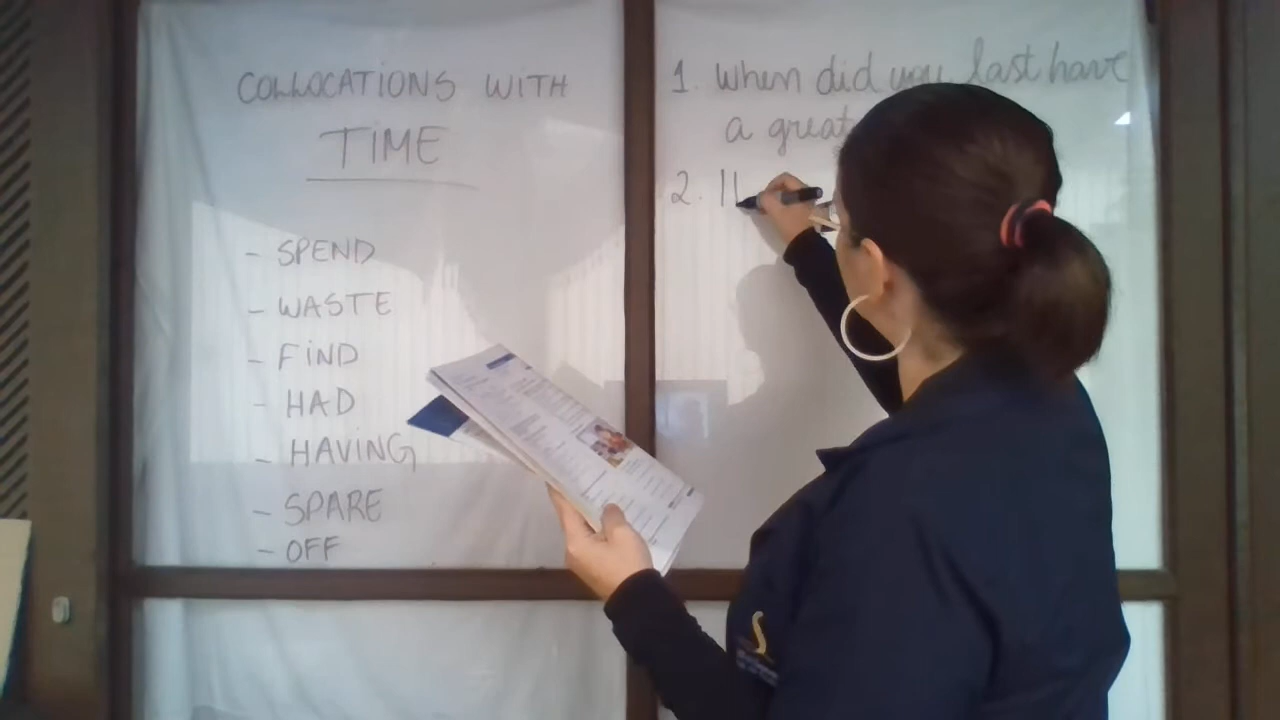 COLLOCATIONS WITH
TIME
- SPEND
- WASTE
- FIND
- HAD
- HAVING
- SPARE
- OFF
1. When did you last have
a great
2.